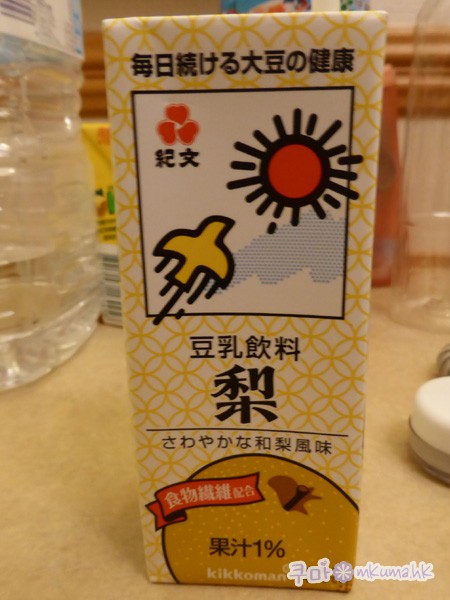 毎日続ける大豆の健康
紀文
豆乳飲料
梨
さわやかな和梨風味
食物繊維配合
果汁1%
kikkoman
쿠마 mkumahk